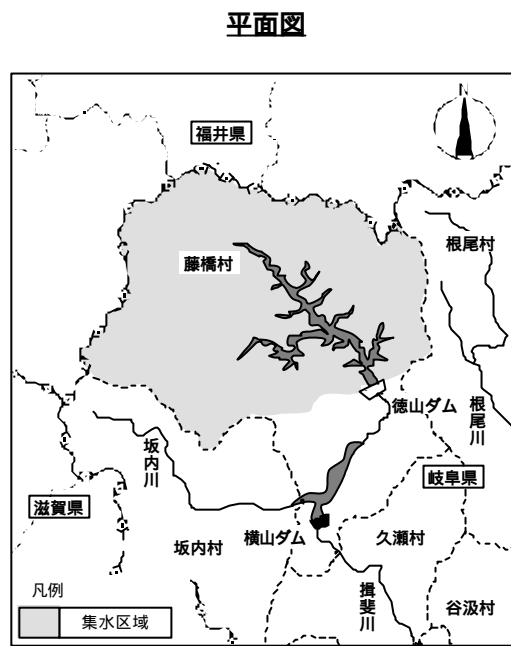 平面図
N
福井県
根尾村
藤橋村
徳山ダム
根尾川
坂内川
岐阜県
滋賀県
坂内村
横山ダム
久瀬村
揖斐川
谷汲村
凡例
集水区域